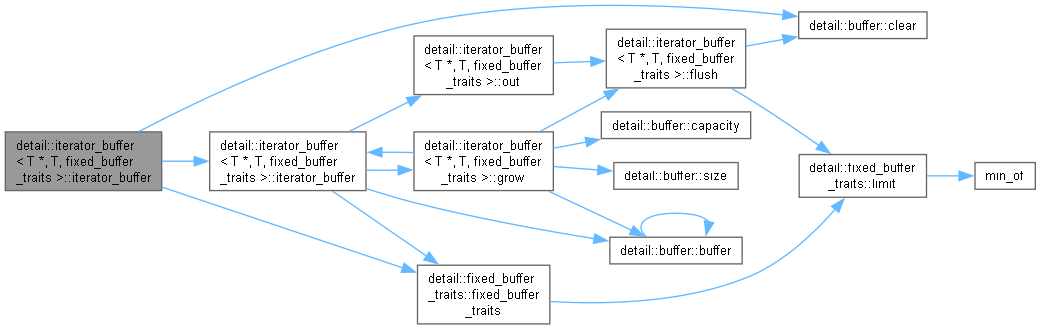 detail::iterator_buffer
< T *, T, fixed_buffer
_traits >::iterator_buffer
detail::iterator_buffer
< T *, T, fixed_buffer
_traits >::iterator_buffer
detail::iterator_buffer
< T *, T, fixed_buffer
_traits >::out
detail::iterator_buffer
< T *, T, fixed_buffer
_traits >::grow
detail::fixed_buffer
_traits::fixed_buffer
_traits
detail::iterator_buffer
< T *, T, fixed_buffer
_traits >::flush
detail::buffer::capacity
detail::buffer::size
detail::buffer::buffer
detail::buffer::clear
detail::fixed_buffer
_traits::limit
min_of